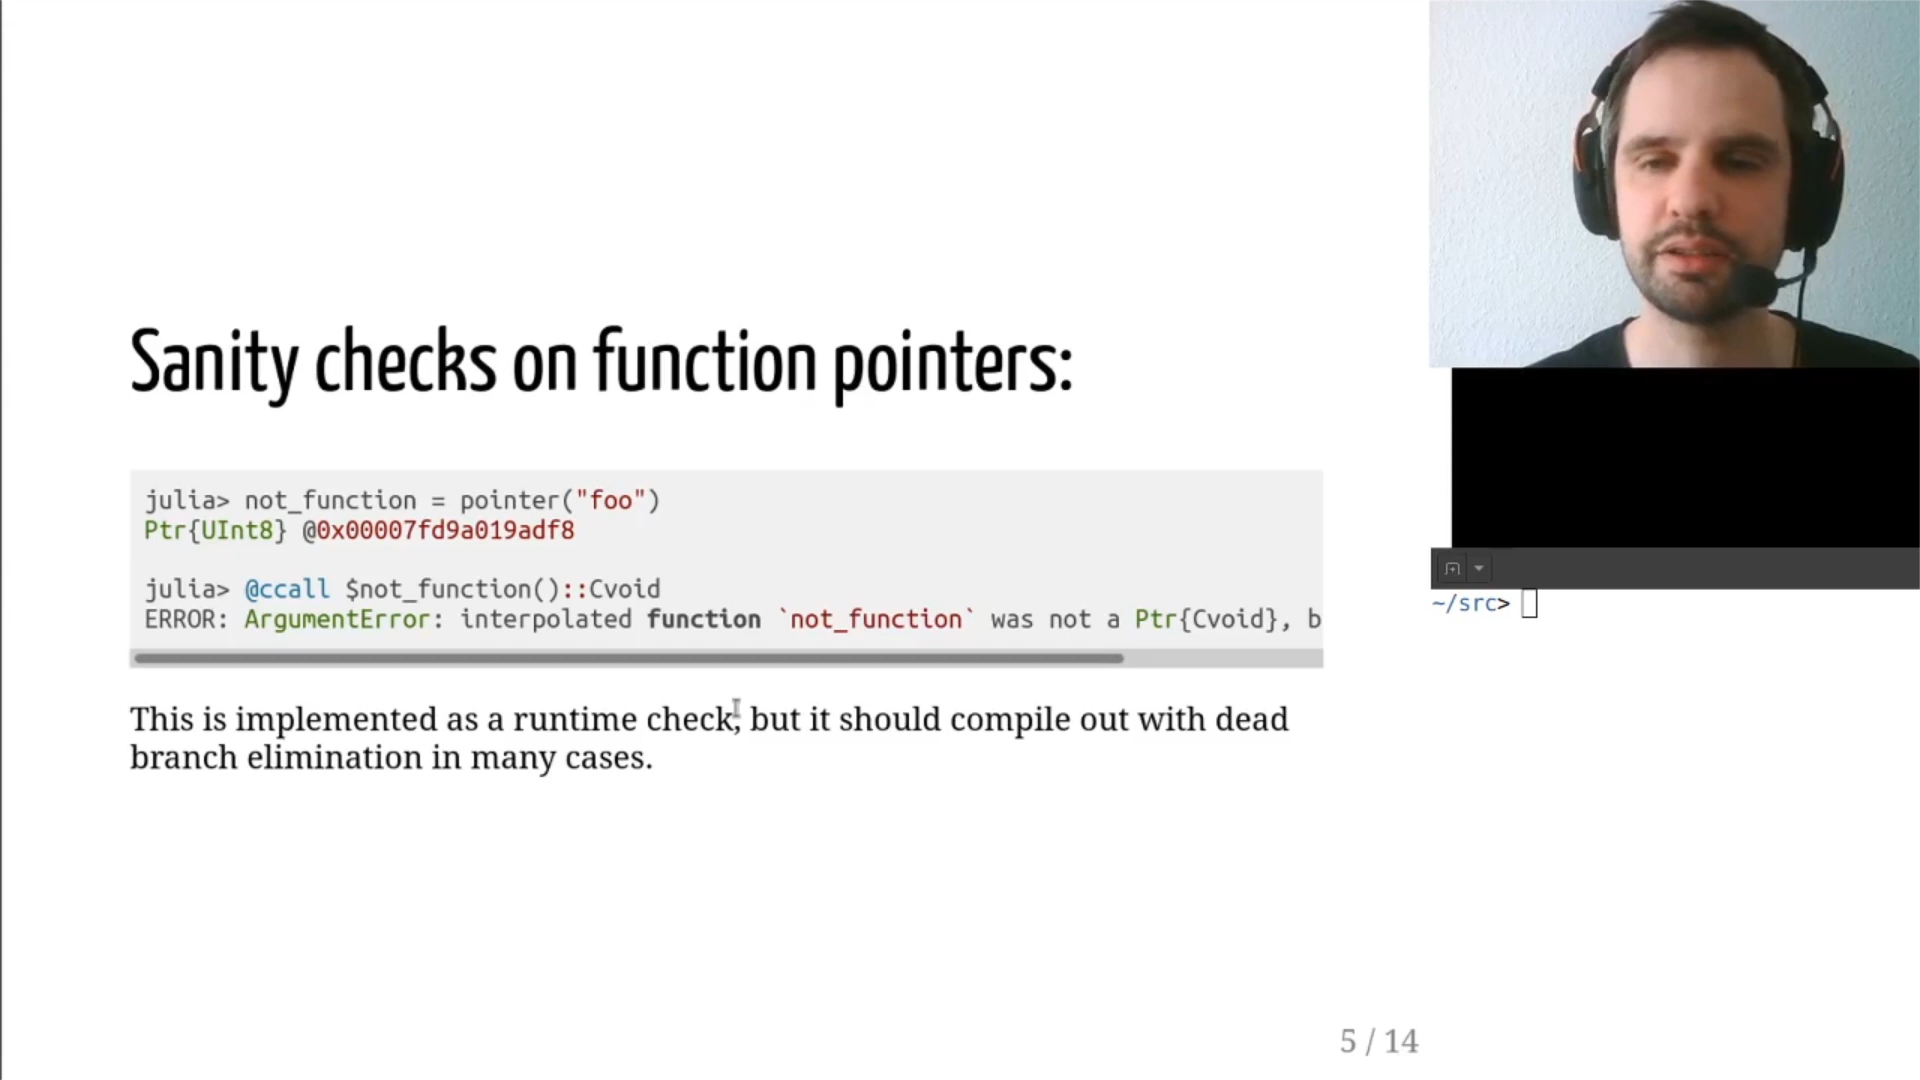 Sanity checks on function pointers:
julia> not_function = pointer("foo")
Ptr{UInt8} @0x00007fd9a019adf8
julia> @ccall $not_function()::Cvoid
ERROR: ArgumentError: interpolated function `not_function` was not a Ptr{Cvoid}, b
This is implemented as a runtime check, but it should compile out with dead
branch elimination in many cases.
~/src>
5 / 14